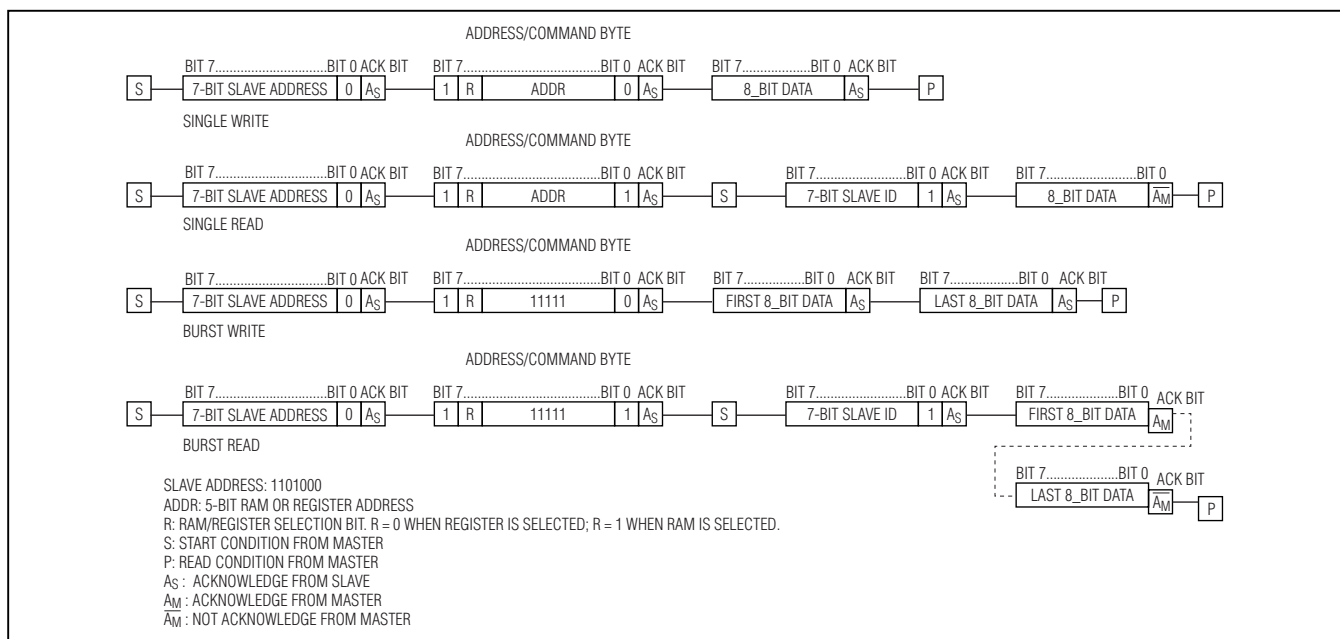 ADDRESS/COMMAND BYTE
BIT 7..............................BIT 0 ACK BIT BIT 7.....................................BIT 0 ACK BIT BIT 7...................BIT 0 ACK BIT
S 7-BIT SLAVE ADDRESS 0 AS 1 R ADDR 0 AS 8_BIT DATA AS P
SINGLE WRITE
ADDRESS/COMMAND BYTE
BIT 7..............................BIT 0 ACK BIT BIT 7.....................................BIT 0 ACK BIT BIT 7..............................BIT 0 ACK BIT BIT 7........................BIT 0
S 7-BIT SLAVE ADDRESS 0 AS 1 R ADDR 1 AS S 7-BIT SLAVE ID 1 AS 8_BIT DATA A̅M̅ P
SINGLE READ
ADDRESS/COMMAND BYTE
BIT 7..............................BIT 0 ACK BIT BIT 7.....................................BIT 0 ACK BIT BIT 7.............BIT 0 ACK BIT BIT 7...................BIT 0 ACK BIT
S 7-BIT SLAVE ADDRESS 0 AS 1 R 11111 0 AS FIRST 8_BIT DATA AS LAST 8_BIT DATA AS P
BURST WRITE
ADDRESS/COMMAND BYTE
BIT 7..............................BIT 0 ACK BIT BIT 7.....................................BIT 0 ACK BIT BIT 7..............................BIT 0 ACK BIT BIT 7....................BIT 0 ACK BIT
S 7-BIT SLAVE ADDRESS 0 AS 1 R 11111 1 AS S 7-BIT SLAVE ID 1 AS FIRST 8_BIT DATA AM
BURST READ
BIT 7....................BIT 0 ACK BIT
LAST 8_BIT DATA A̅M̅ P
SLAVE ADDRESS: 1101000
ADDR: 5-BIT RAM OR REGISTER ADDRESS
R: RAM/REGISTER SELECTION BIT. R = 0 WHEN REGISTER IS SELECTED; R = 1 WHEN RAM IS SELECTED.
S: START CONDITION FROM MASTER
P: READ CONDITION FROM MASTER
AS : ACKNOWLEDGE FROM SLAVE
AM : ACKNOWLEDGE FROM MASTER
A̅M̅ : NOT ACKNOWLEDGE FROM MASTER